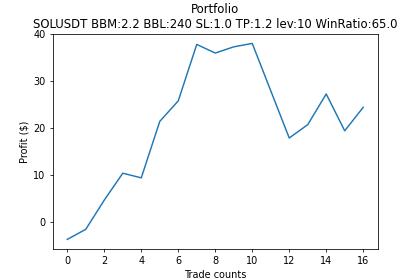 Portfolio
SOLUSDT BBM:2.2 BBL:240 SL:1.0 TP:1.2 lev:10 WinRatio:65.0
40
30
20
10
0
Profit ($)
0 2 4 6 8 10 12 14 16
Trade counts